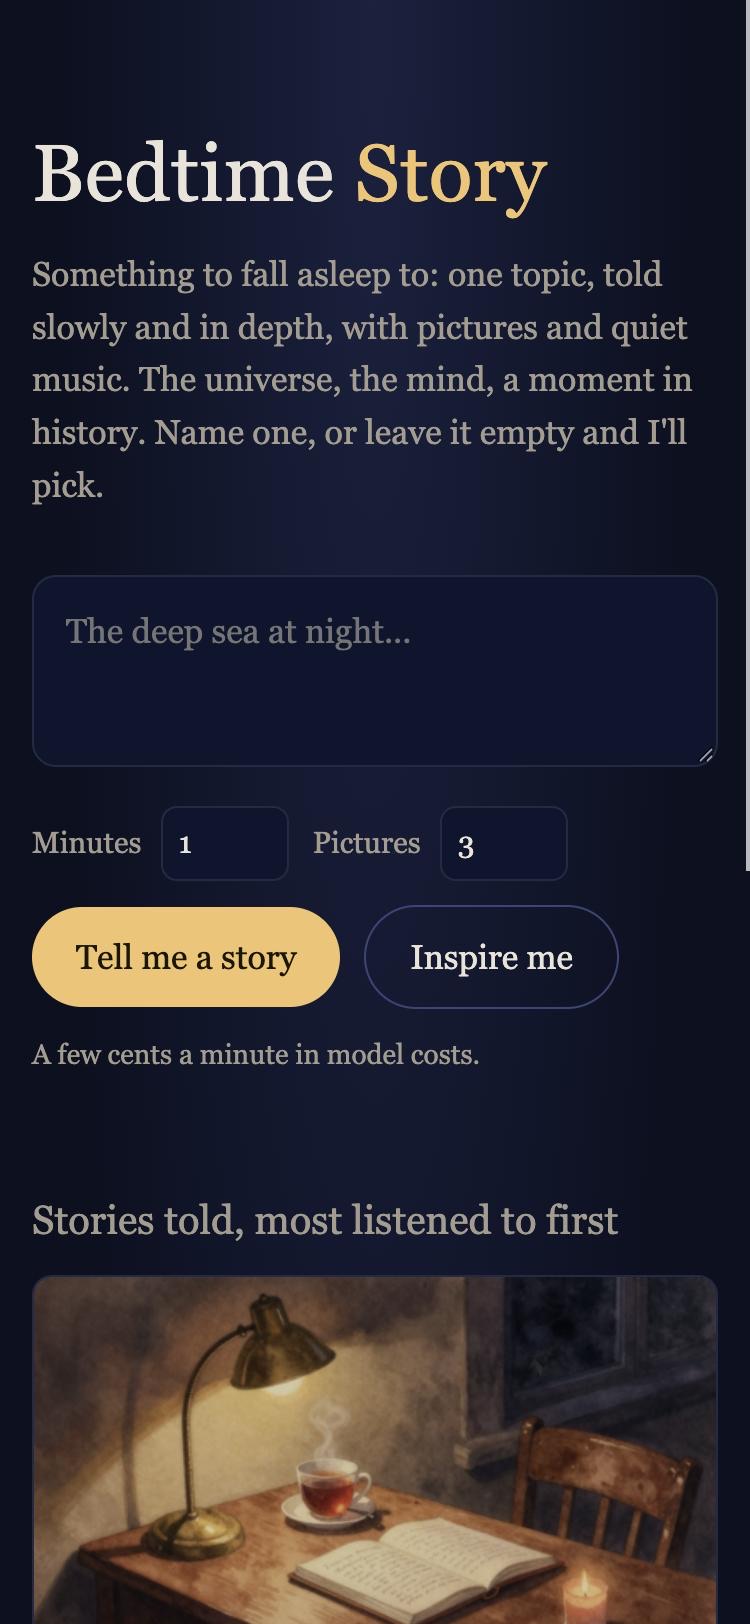 Bedtime Story
Something to fall asleep to: one topic, told
slowly and in depth, with pictures and quiet
music. The universe, the mind, a moment in
history. Name one, or leave it empty and I'll
pick.
The deep sea at night...
Minutes 1 Pictures 3
Tell me a story Inspire me
A few cents a minute in model costs.
Stories told, most listened to first